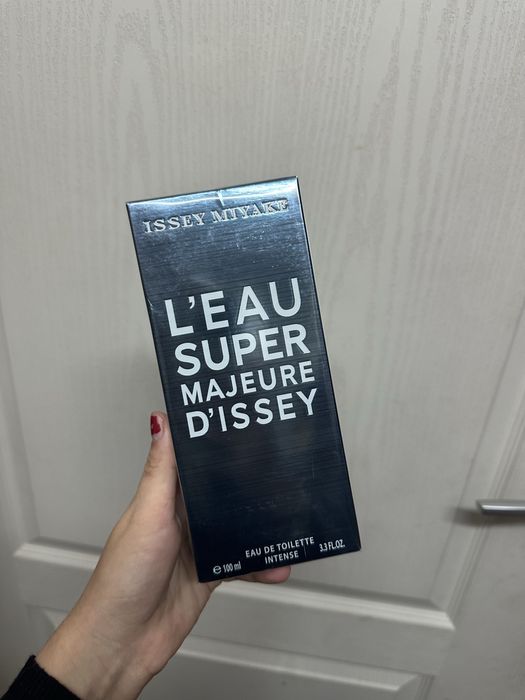 ISSEY MIYAKE
L'EAU
SUPER
MAJEURE
D'ISSEY
EAU DE TOILETTE
INTENSE
℮ 100 ml
3.3 FL.OZ.